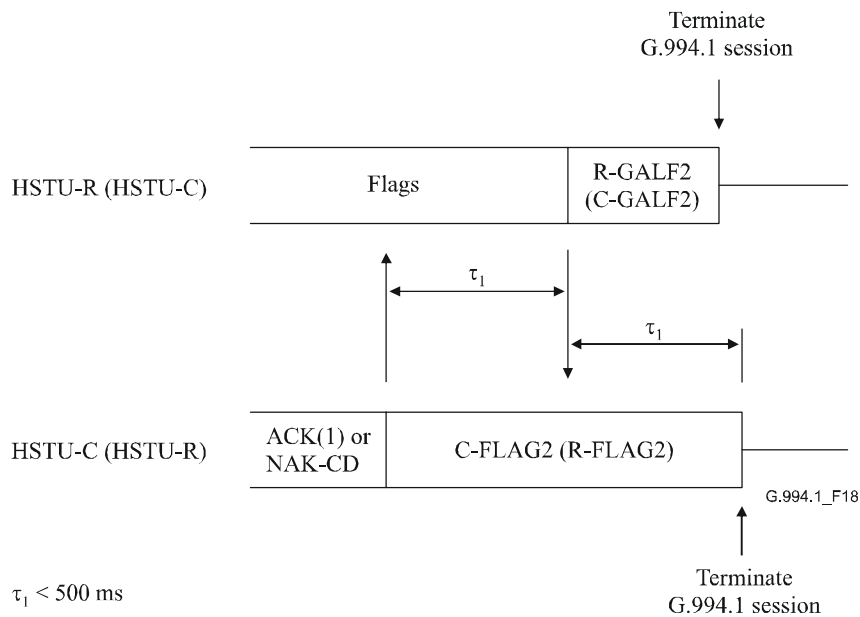 Terminate
G.994.1 session
HSTU-R (HSTU-C)
Flags
R-GALF2
(C-GALF2)
τ1
τ1
HSTU-C (HSTU-R)
ACK(1) or
NAK-CD
C-FLAG2 (R-FLAG2)
G.994.1_F18
τ1 < 500 ms
Terminate
G.994.1 session